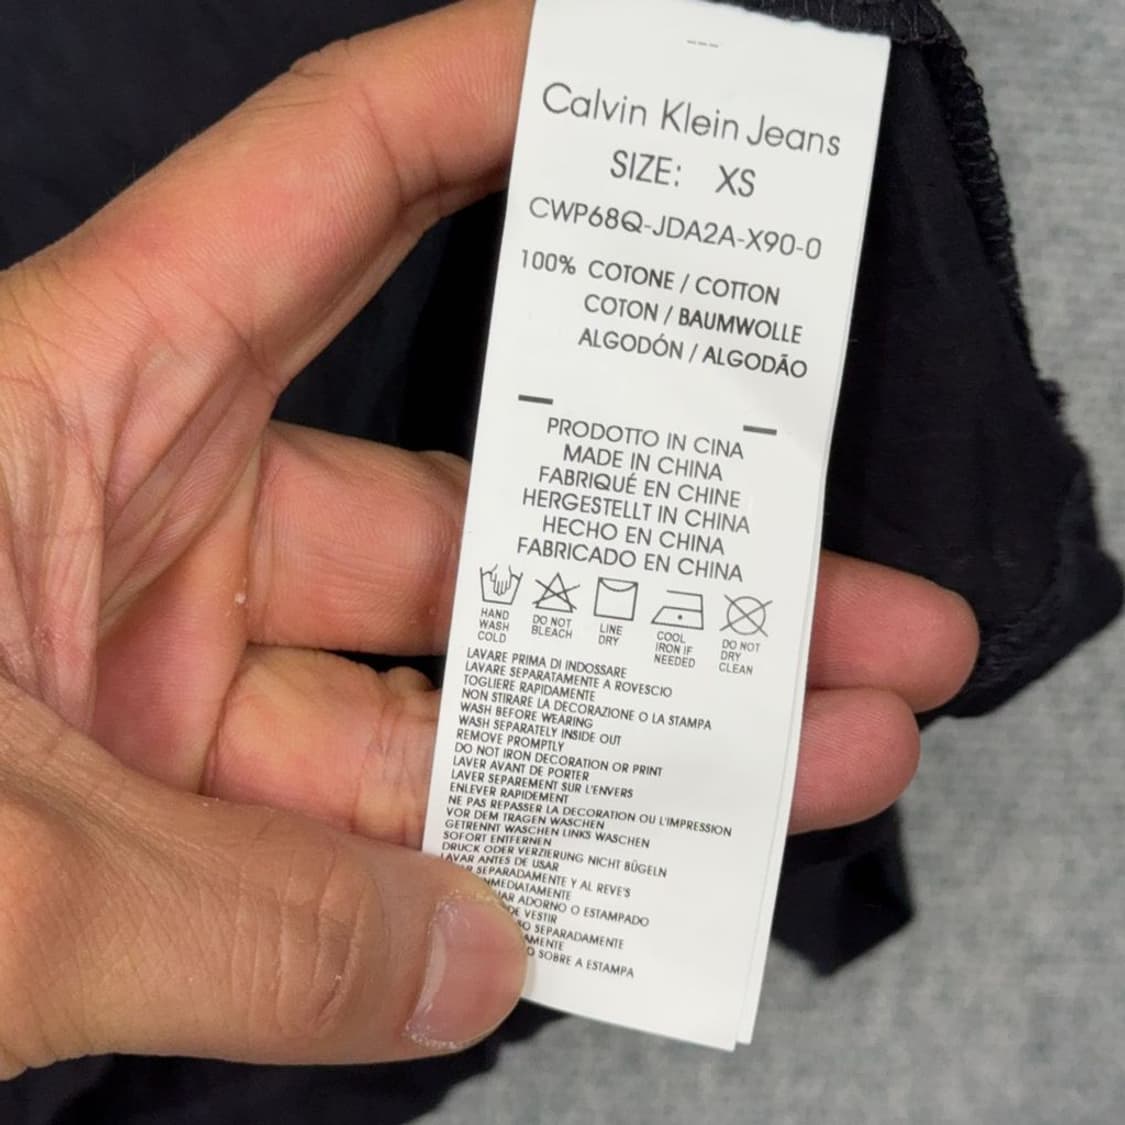 Calvin Klein Jeans
SIZE: XS
CWP68Q-JDA2A-X90-0
100% COTONE / COTTON
COTON / BAUMWOLLE
ALGODÓN / ALGODÃO
PRODOTTO IN CINA
MADE IN CHINA
FABRIQUÉ EN CHINE
HERGESTELLT IN CHINA
HECHO EN CHINA
FABRICADO EN CHINA
HAND WASH COLD
DO NOT BLEACH
LINE DRY
COOL IRON IF NEEDED
DO NOT DRY CLEAN
LAVARE PRIMA DI INDOSSARE
LAVARE SEPARATAMENTE A ROVESCIO
TOGLIERE RAPIDAMENTE
NON STIRARE LA DECORAZIONE O LA STAMPA
WASH BEFORE WEARING
WASH SEPARATELY INSIDE OUT
REMOVE PROMPTLY
DO NOT IRON DECORATION OR PRINT
LAVER AVANT DE PORTER
LAVER SEPAREMENT SUR L'ENVERS
ENLEVER RAPIDEMENT
NE PAS REPASSER LA DECORATION OU L'IMPRESSION
VOR DEM TRAGEN WASCHEN
GETRENNT WASCHEN LINKS WASCHEN
SOFORT ENTFERNEN
DRUCK ODER VERZIERUNG NICHT BÜGELN
LAVAR ANTES DE USAR
SEPARADAMENTE Y AL REVE'S
ADORNO O ESTAMPADO
DE VESTIR
SEPARADAMENTE
O SOBRE A ESTAMPA